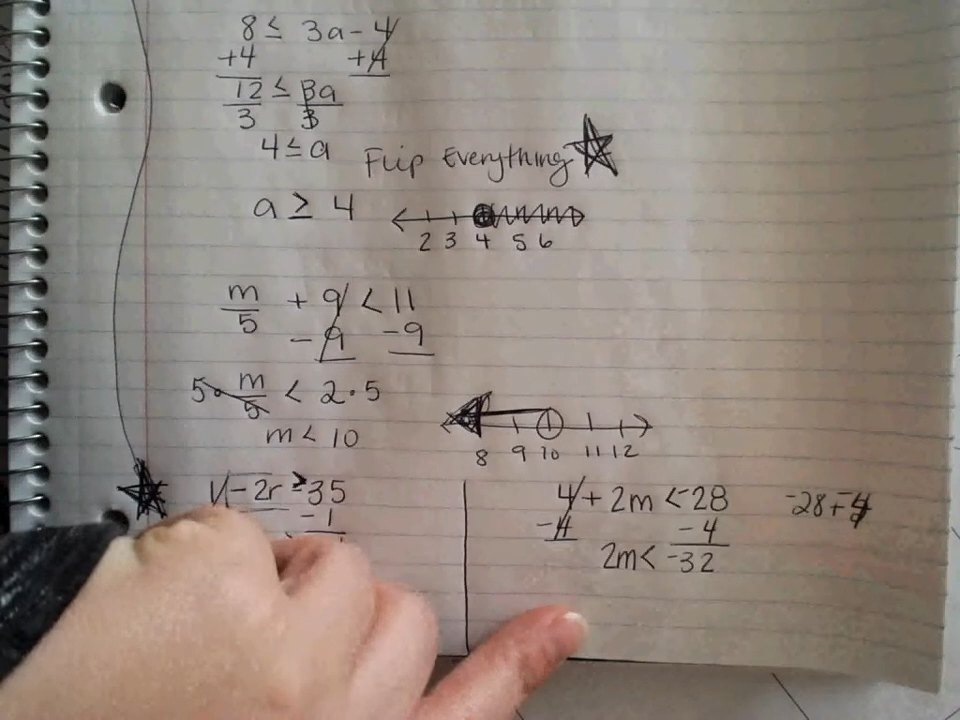 8 ≤ 3a - 4
+4 +4
12 ≤ 3a
3 3
4 ≤ a Flip Everything
a ≥ 4
2 3 4 5 6
m/5 + 9 < 11
- 9 -9
5 • m/5 < 2 • 5
m < 10
8 9 10 11 12
1 - 2r ≥ 35
-1
4 + 2m < -28 -28+-4
-4 -4
2m < -32